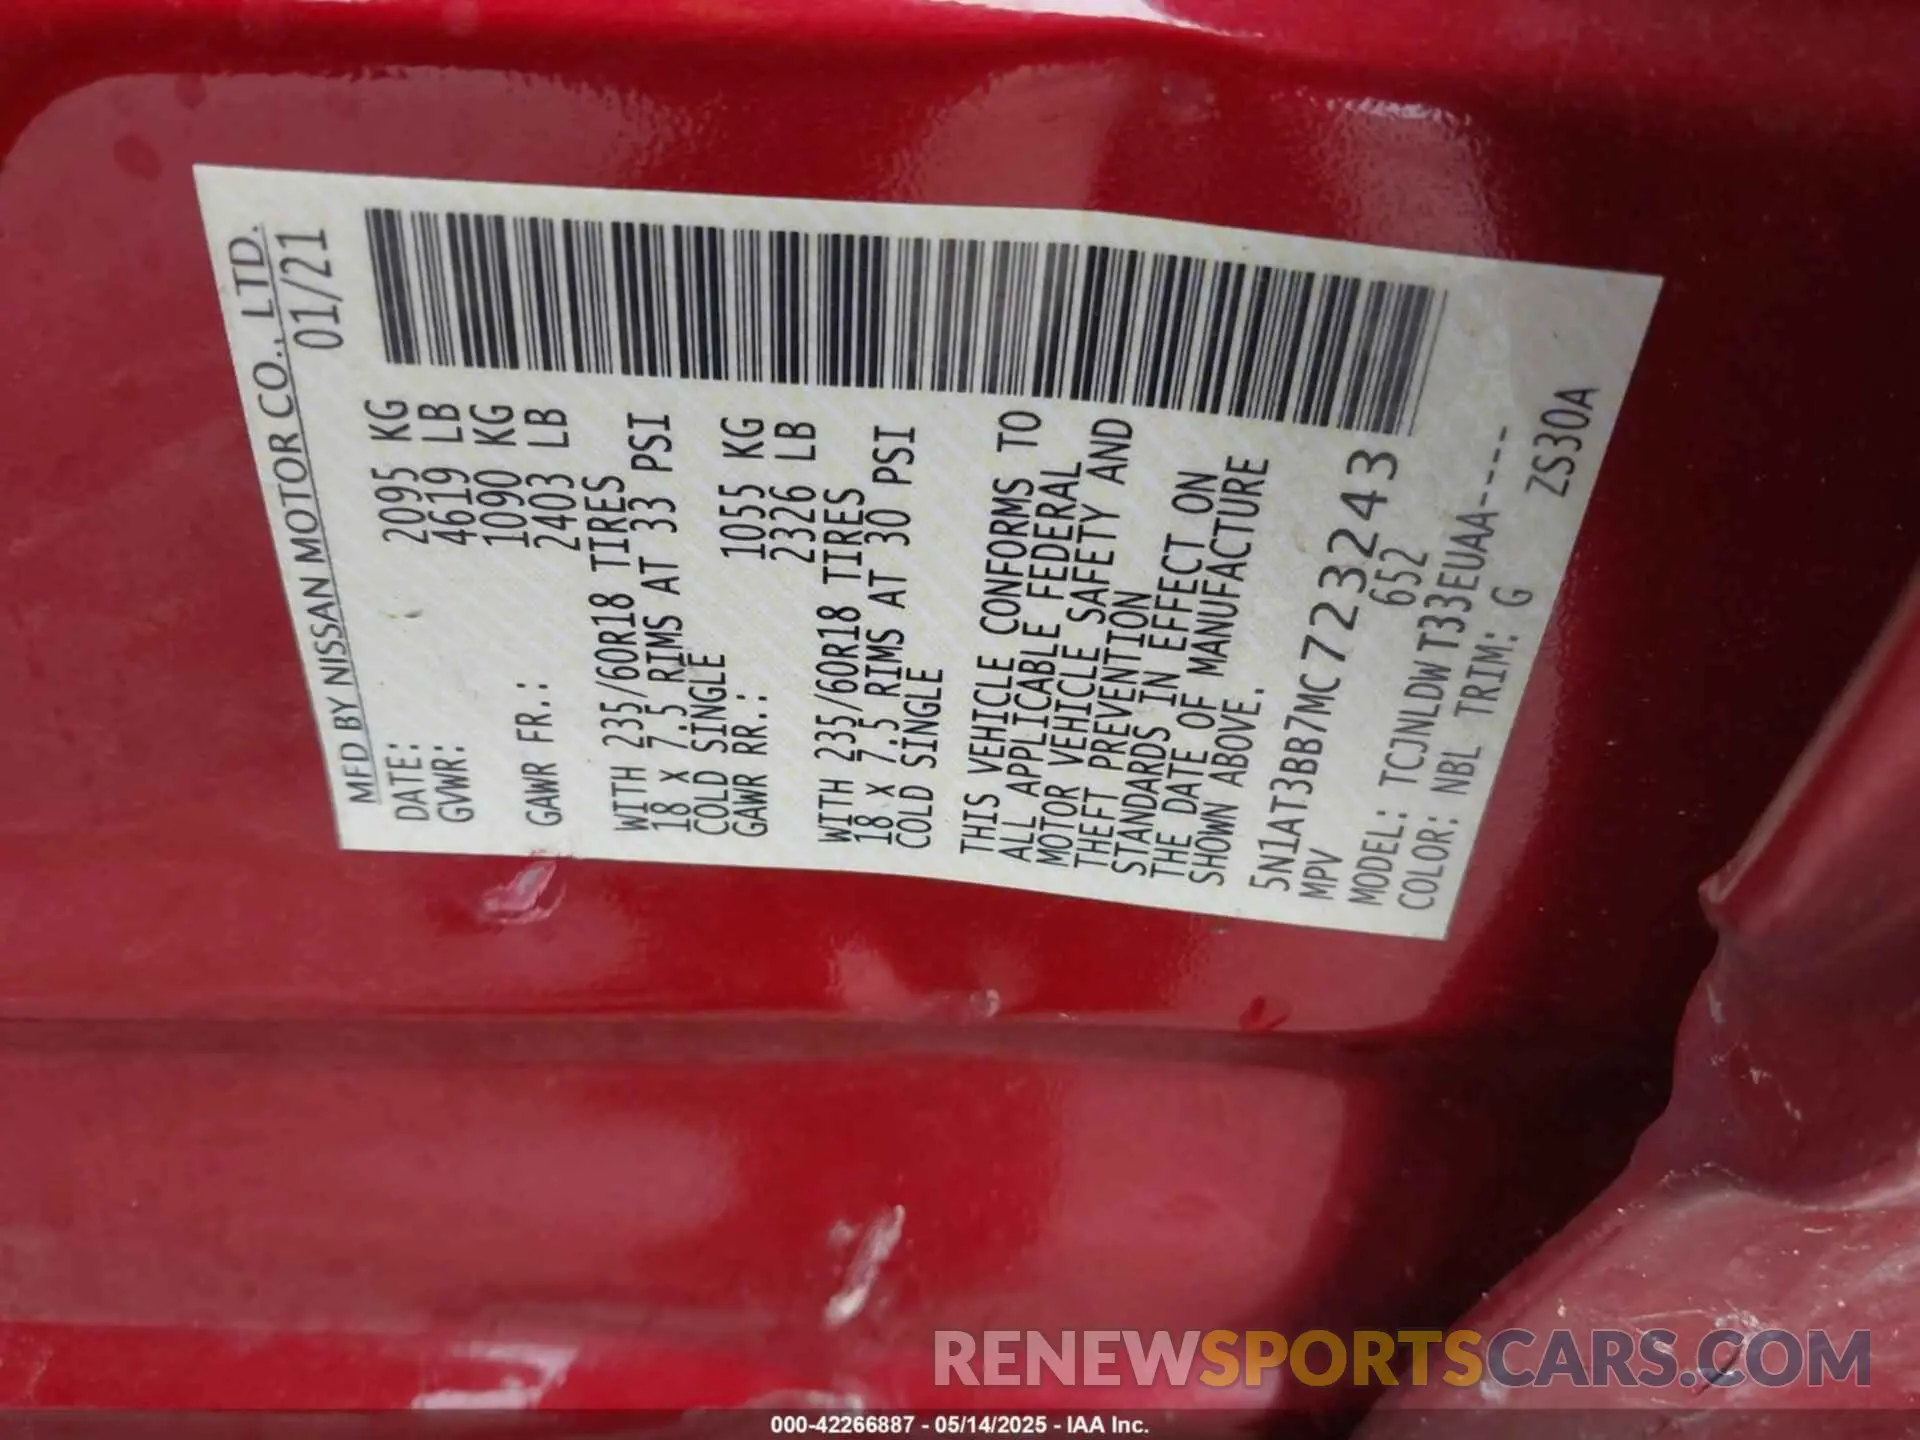 MFD BY NISSAN MOTOR CO., LTD.
DATE: 01/21
GVWR: 2095 KG
4619 LB
GAWR FR.: 1090 KG
2403 LB
WITH 235/60R18 TIRES
18 X 7.5 RIMS AT 33 PSI
COLD SINGLE
GAWR RR.: 1055 KG
2326 LB
WITH 235/60R18 TIRES
18 X 7.5 RIMS AT 30 PSI
COLD SINGLE
THIS VEHICLE CONFORMS TO
ALL APPLICABLE FEDERAL
MOTOR VEHICLE SAFETY AND
THEFT PREVENTION
STANDARDS IN EFFECT ON
THE DATE OF MANUFACTURE
SHOWN ABOVE.
5N1AT3BB7MC723243
MPV 652
MODEL: TCJNLDWT33EUAA----
COLOR: NBL TRIM: G
ZS30A
RENEWSPORTSCARS.COM
000-42266887 - 05/14/2025 - IAA Inc.